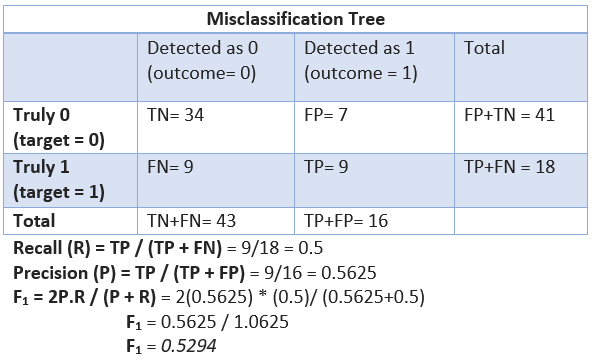 Misclassification Tree
Detected as 0 Detected as 1 Total
(outcome= 0) (outcome = 1)
Truly 0 TN= 34 FP= 7 FP+TN = 41
(target = 0)
Truly 1 FN= 9 TP= 9 TP+FN = 18
(target = 1)
Total TN+FN= 43 TP+FP= 16
Recall (R) = TP / (TP + FN) = 9/18 = 0.5
Precision (P) = TP / (TP + FP) = 9/16 = 0.5625
F₁ = 2P.R / (P + R) = 2(0.5625) * (0.5)/ (0.5625+0.5)
F₁ = 0.5625 / 1.0625
F₁ = 0.5294